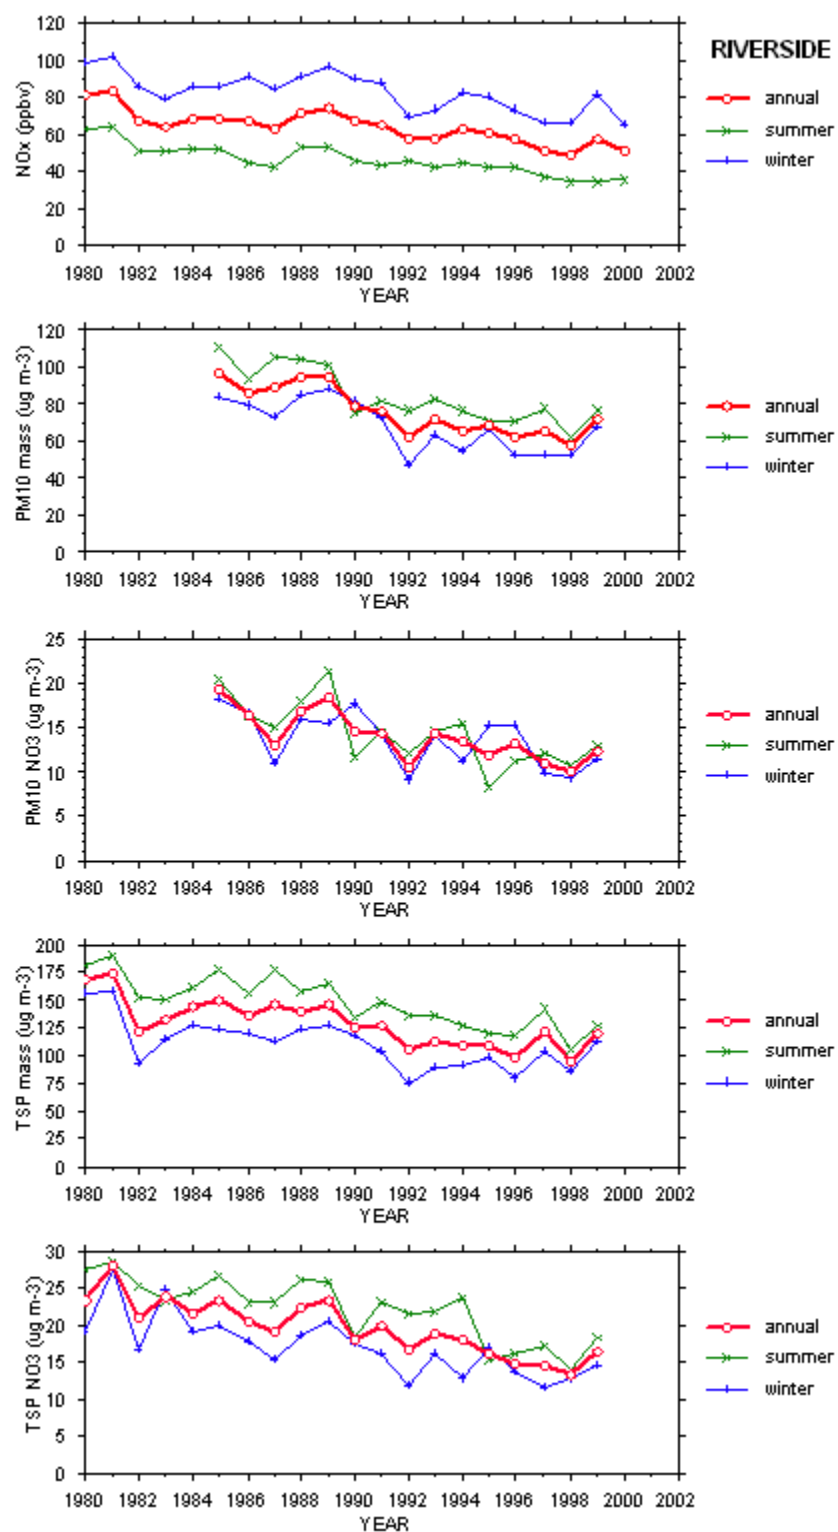 RIVERSIDE
120
100
80
60
40
20
0
NOx (ppbv)
1980 1982 1984 1986 1988 1990 1992 1994 1996 1998 2000 2002
YEAR
annual
summer
winter
120
100
80
60
40
20
0
PM10 mass (ug m-3)
1980 1982 1984 1986 1988 1990 1992 1994 1996 1998 2000 2002
YEAR
annual
summer
winter
25
20
15
10
5
0
PM10 NO3 (ug m-3)
1980 1982 1984 1986 1988 1990 1992 1994 1996 1998 2000 2002
YEAR
annual
summer
winter
200
175
150
125
100
75
50
25
0
TSP mass (ug m-3)
1980 1982 1984 1986 1988 1990 1992 1994 1996 1998 2000 2002
YEAR
annual
summer
winter
30
25
20
15
10
5
0
TSP NO3 (ug m-3)
1980 1982 1984 1986 1988 1990 1992 1994 1996 1998 2000 2002
YEAR
annual
summer
winter